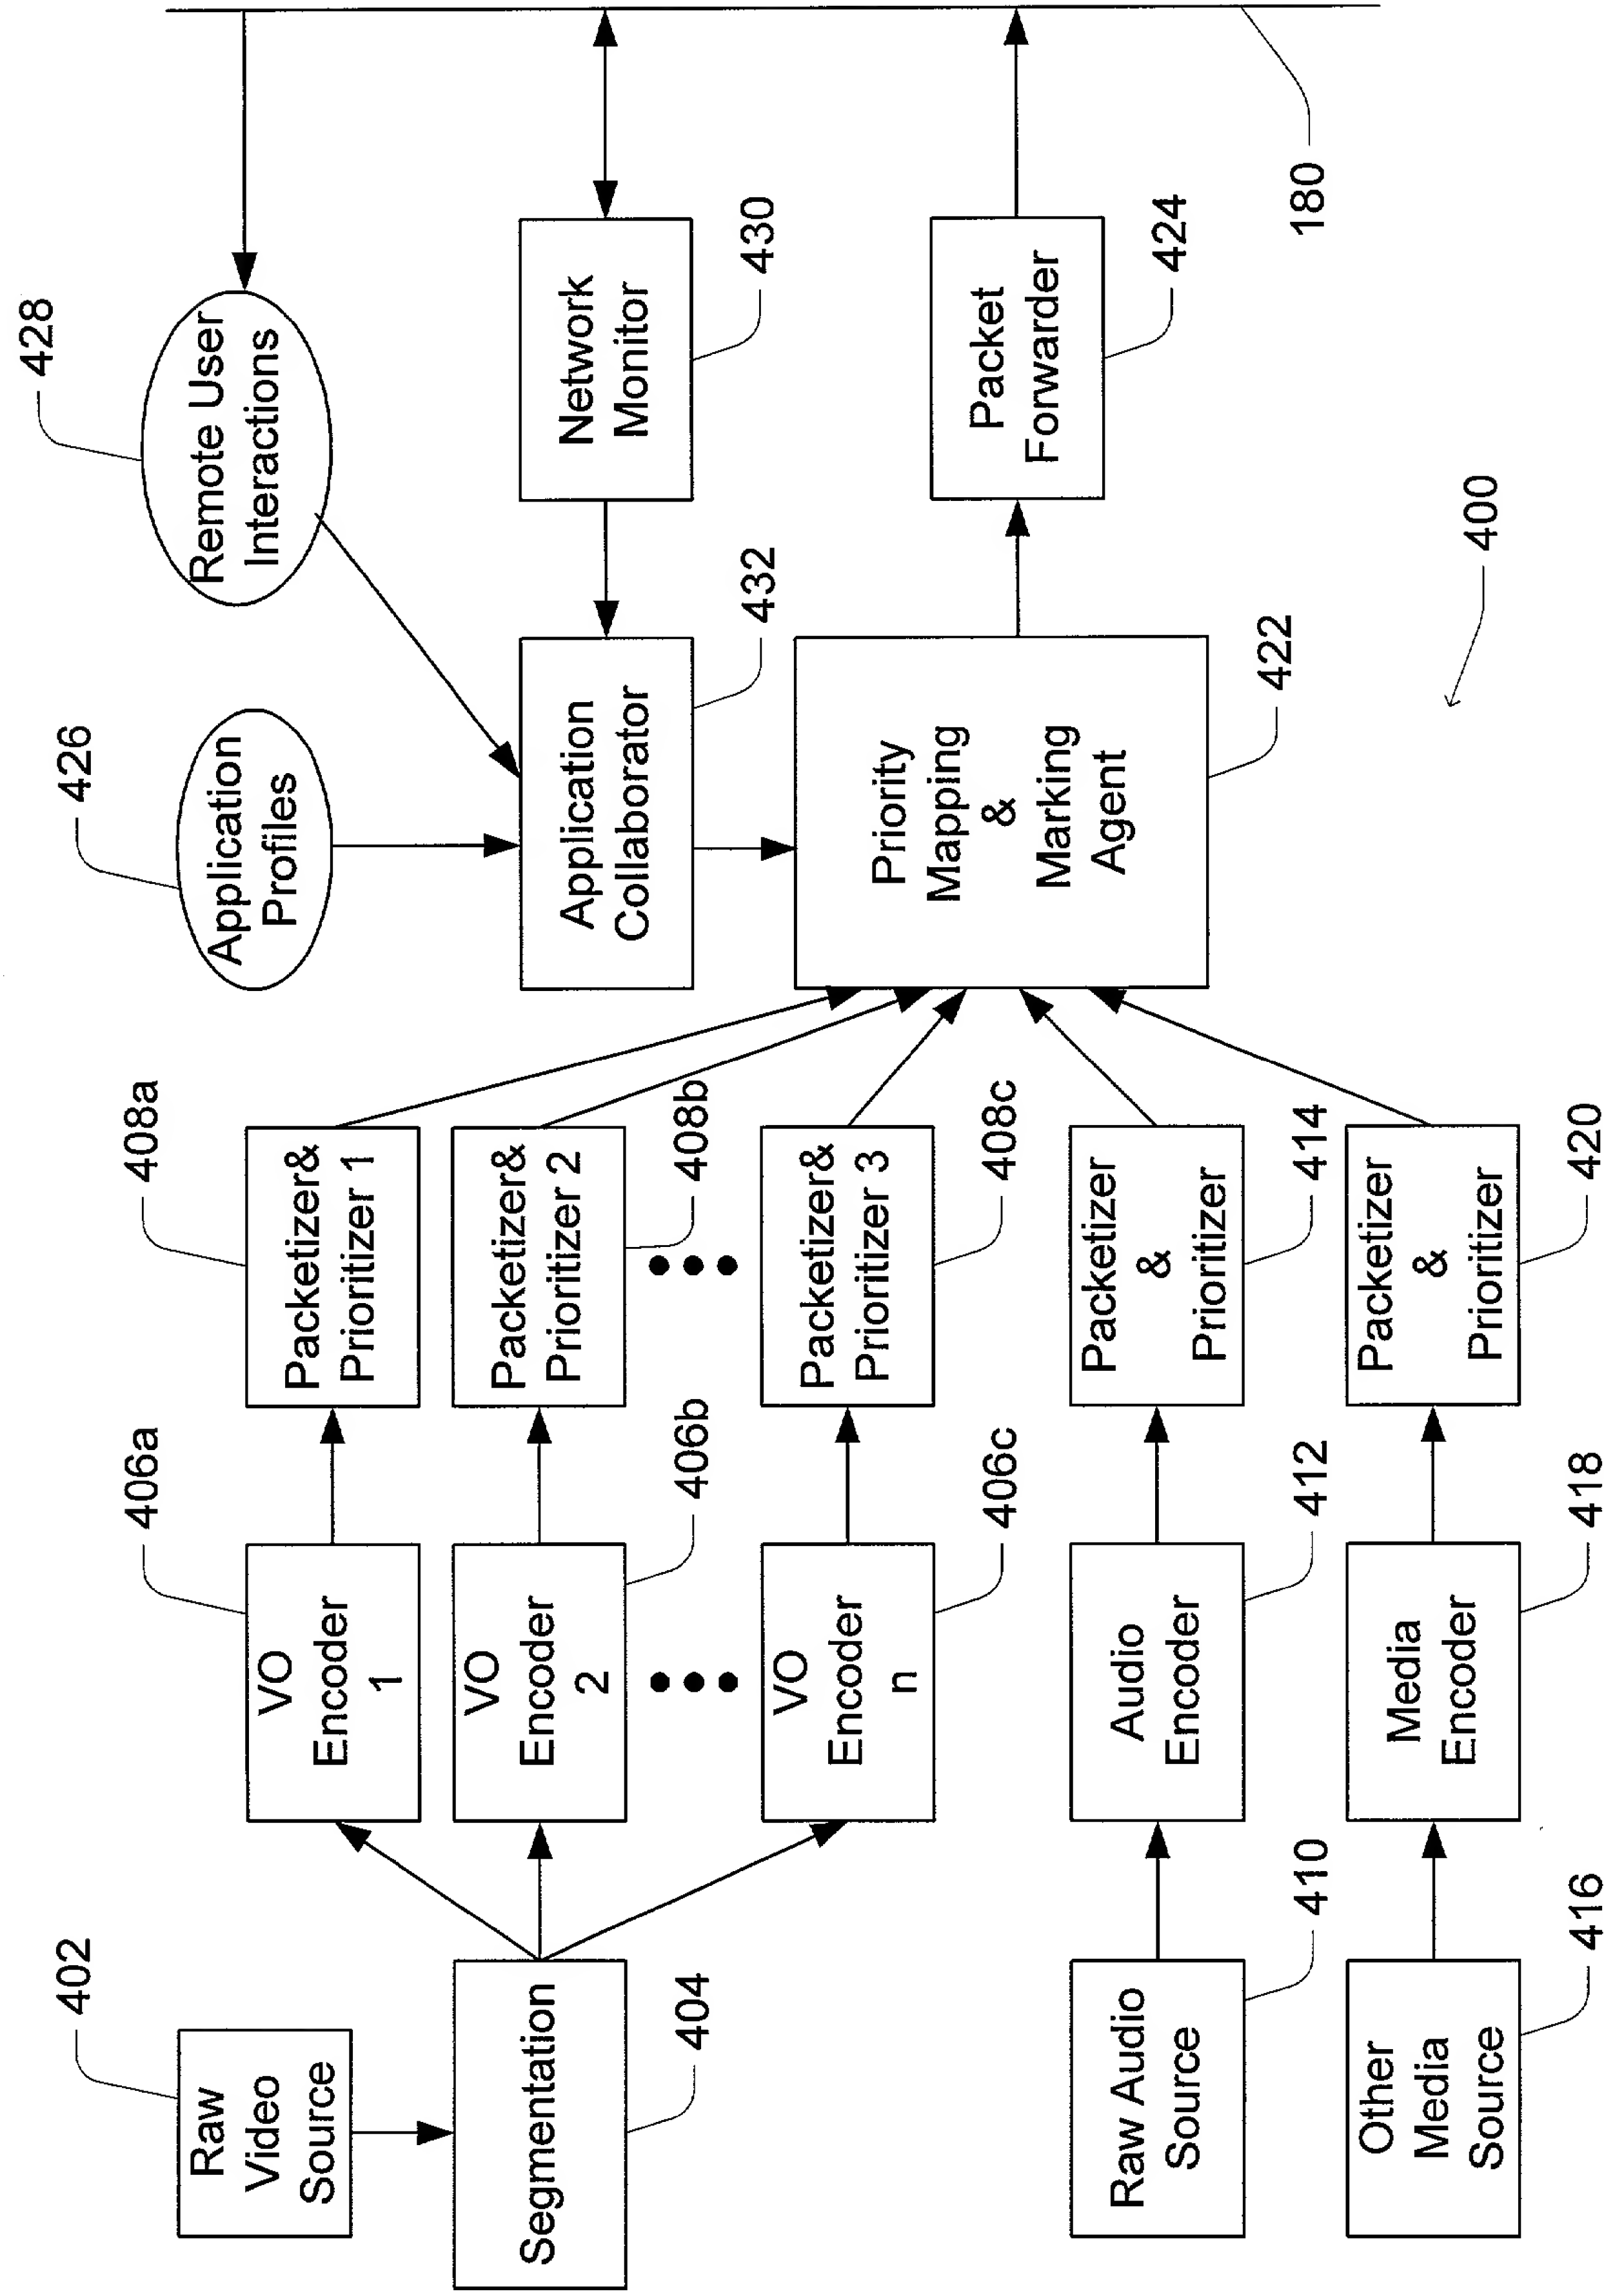 402
Raw
Video
Source
Segmentation
404
406a
VO
Encoder
1
VO
Encoder
2
406b
VO
Encoder
n
406c
408a
Packetizer&
Prioritizer 1
Packetizer&
Prioritizer 2
408b
Packetizer&
Prioritizer 3
408c
Raw Audio
Source
410
Audio
Encoder
412
Packetizer
&
Prioritizer
414
Other
Media
Source
416
Media
Encoder
418
Packetizer
&
Prioritizer
420
426
Application
Profiles
428
Remote User
Interactions
Application
Collaborator
432
Network
Monitor
430
Priority
Mapping
&
Marking
Agent
422
Packet
Forwarder
424
180
400